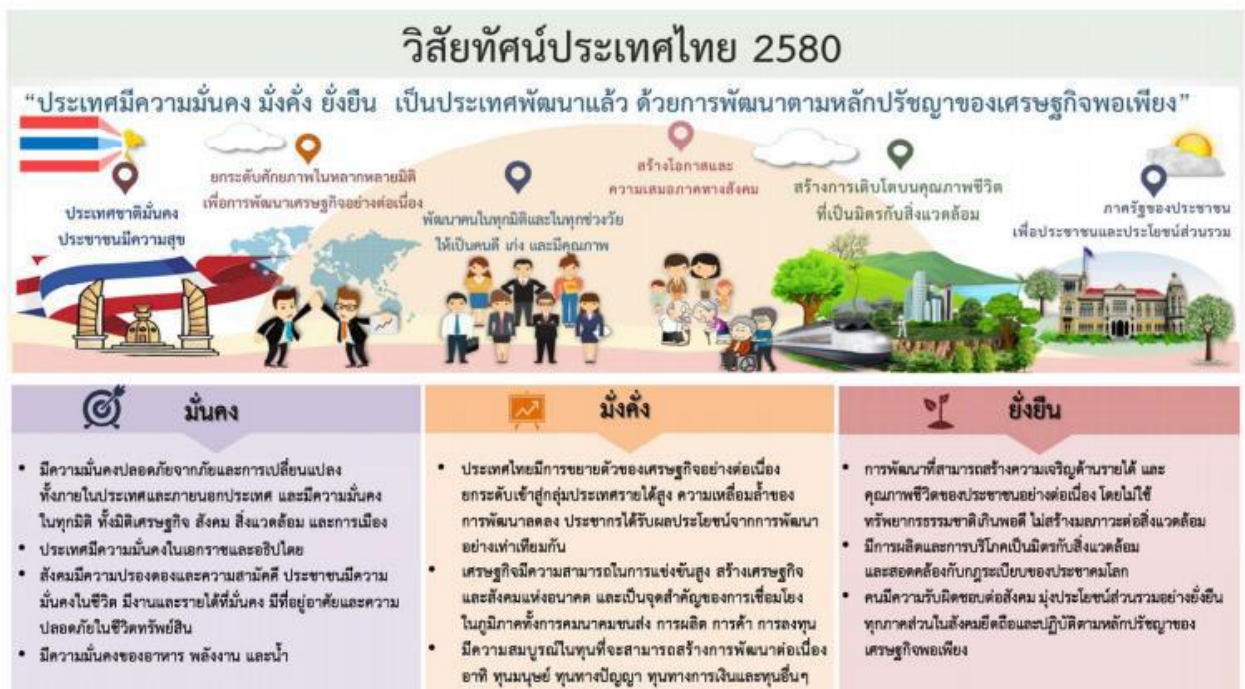 วิสัยทัศน์ประเทศไทย 2580
“ประเทศมีความมั่นคง มั่งคั่ง ยั่งยืน เป็นประเทศพัฒนาแล้ว ด้วยการพัฒนาตามหลักปรัชญาของเศรษฐกิจพอเพียง”
ประเทศชาติมั่นคง
ประชาชนมีความสุข
ยกระดับศักยภาพในหลากหลายมิติ
เพื่อการพัฒนาเศรษฐกิจอย่างต่อเนื่อง
พัฒนาคนในทุกมิติและในทุกช่วงวัย
ให้เป็นคนดี เก่ง และมีคุณภาพ
สร้างโอกาสและ
ความเสมอภาคทางสังคม
สร้างการเติบโตบนคุณภาพชีวิต
ที่เป็นมิตรกับสิ่งแวดล้อม
ภาครัฐของประชาชน
เพื่อประชาชนและประโยชน์ส่วนรวม
มั่นคง
• มีความมั่นคงปลอดภัยจากภัยและการเปลี่ยนแปลง
ทั้งภายในประเทศและภายนอกประเทศ และมีความมั่นคง
ในทุกมิติ ทั้งมิติเศรษฐกิจ สังคม สิ่งแวดล้อม และการเมือง
• ประเทศมีความมั่นคงในเอกราชและอธิปไตย
• สังคมมีความปรองดองและความสามัคคี ประชาชนมีความ
มั่นคงในชีวิต มีงานและรายได้ที่มั่นคง มีที่อยู่อาศัยและความ
ปลอดภัยในชีวิตทรัพย์สิน
• มีความมั่นคงของอาหาร พลังงาน และน้ำ
มั่งคั่ง
• ประเทศไทยมีการขยายตัวของเศรษฐกิจอย่างต่อเนื่อง
ยกระดับเข้าสู่กลุ่มประเทศรายได้สูง ความเหลื่อมล้ำของ
การพัฒนาลดลง ประชากรได้รับผลประโยชน์จากการพัฒนา
อย่างเท่าเทียมกัน
• เศรษฐกิจมีความสามารถในการแข่งขันสูง สร้างเศรษฐกิจ
และสังคมแห่งอนาคต และเป็นจุดสำคัญของการเชื่อมโยง
ในภูมิภาคทั้งการคมนาคมขนส่ง การผลิต การค้า การลงทุน
• มีความสมบูรณ์ในทุนที่จะสามารถสร้างการพัฒนาต่อเนื่อง
อาทิ ทุนมนุษย์ ทุนทางปัญญา ทุนทางการเงินและทุนอื่นๆ
ยั่งยืน
• การพัฒนาที่สามารถสร้างความเจริญด้านรายได้ และ
คุณภาพชีวิตของประชาชนอย่างต่อเนื่อง โดยไม่ใช้
ทรัพยากรธรรมชาติเกินพอดี ไม่สร้างมลภาวะต่อสิ่งแวดล้อม
• มีการผลิตและการบริโภคเป็นมิตรกับสิ่งแวดล้อม
และสอดคล้องกับกฎระเบียบของประชาคมโลก
• คนมีความรับผิดชอบต่อสังคม มุ่งประโยชน์ส่วนรวมอย่างยั่งยืน
ทุกภาคส่วนในสังคมยึดถือและปฏิบัติตามหลักปรัชญาของ
เศรษฐกิจพอเพียง